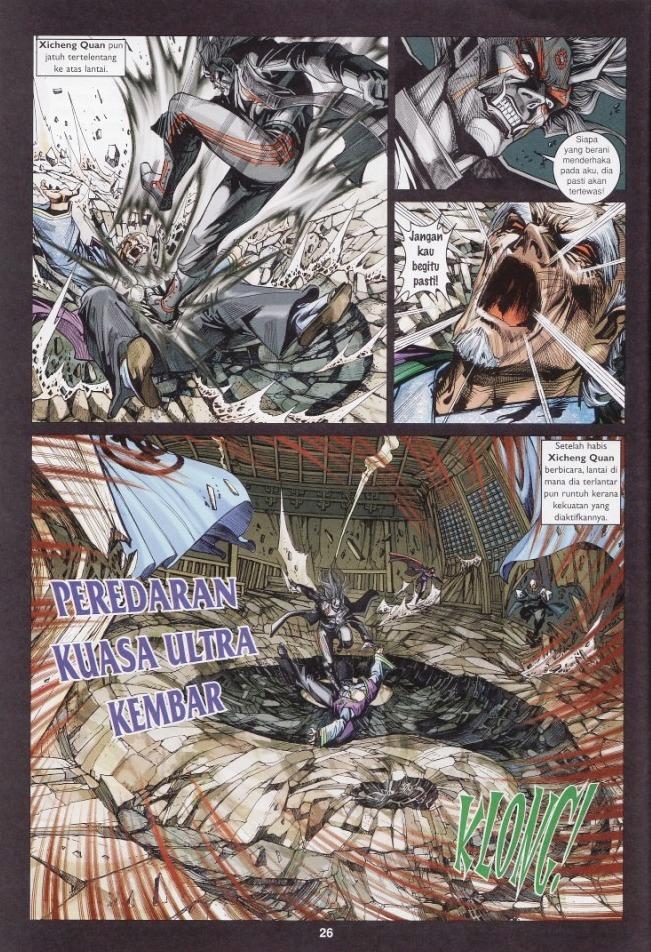 Xicheng Quan pun
jatuh tertelentang
ke atas lantai.
Siapa
yang berani
menderhaka
pada aku, dia
pasti akan
tertewas!
Jangan
kau
begitu
pasti!
Setelah habis
Xicheng Quan
berbicara, lantai di
mana dia terlantar
pun runtuh kerana
kekuatan yang
diaktifkannya.
PEREDARAN
KUASA ULTRA
KEMBAR
KLONG!
26